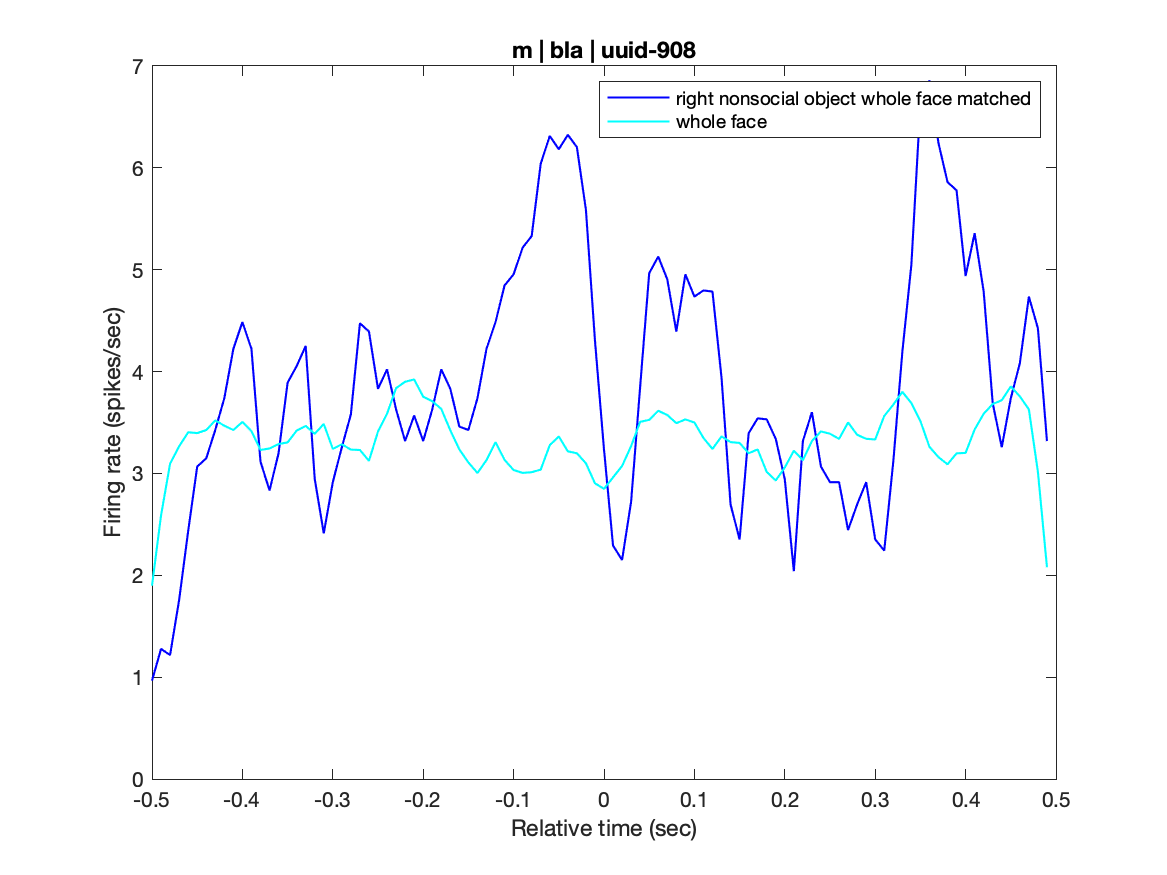 m | bla | uuid-908
right nonsocial object whole face matched
whole face
Firing rate (spikes/sec)
7
6
5
4
3
2
1
0
-0.5 -0.4 -0.3 -0.2 -0.1 0 0.1 0.2 0.3 0.4 0.5
Relative time (sec)